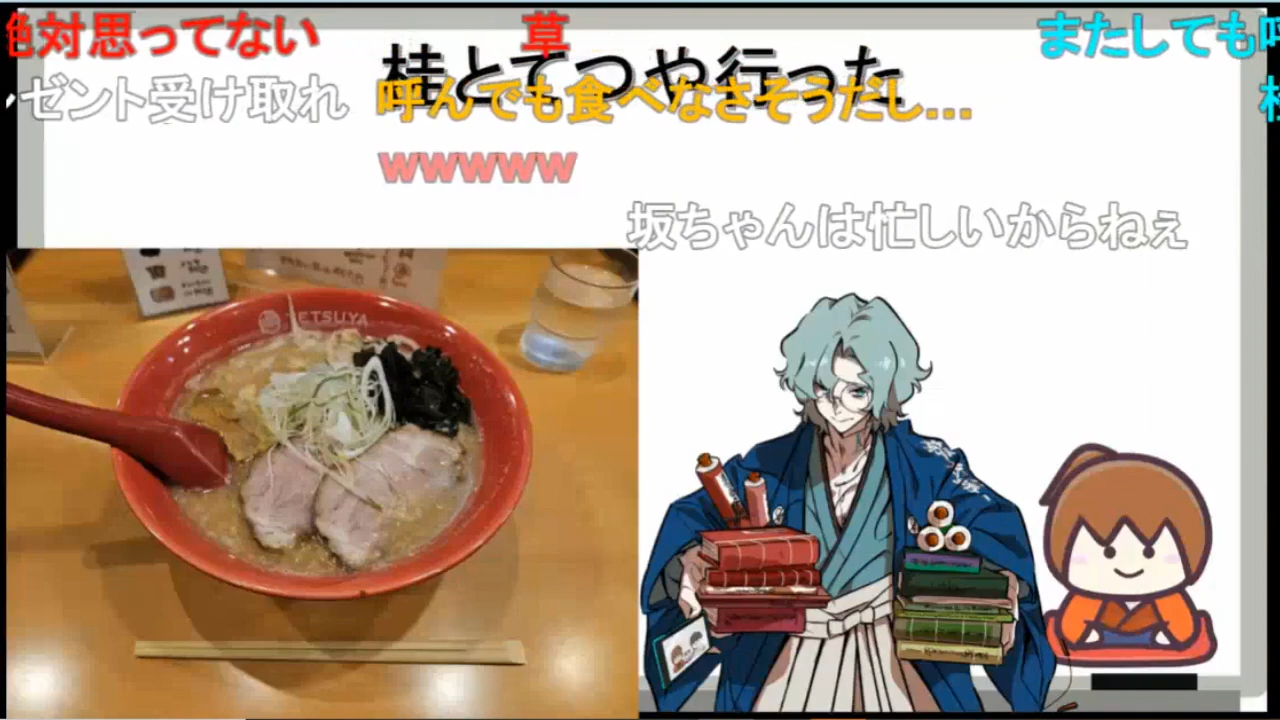 絶対思ってない
草
またしても呼
桂とてつや行った
ゼント受け取れ
呼んでも食べなさそうだし...
wwwww
坂ちゃんは忙しいからねぇ
TETSUYA